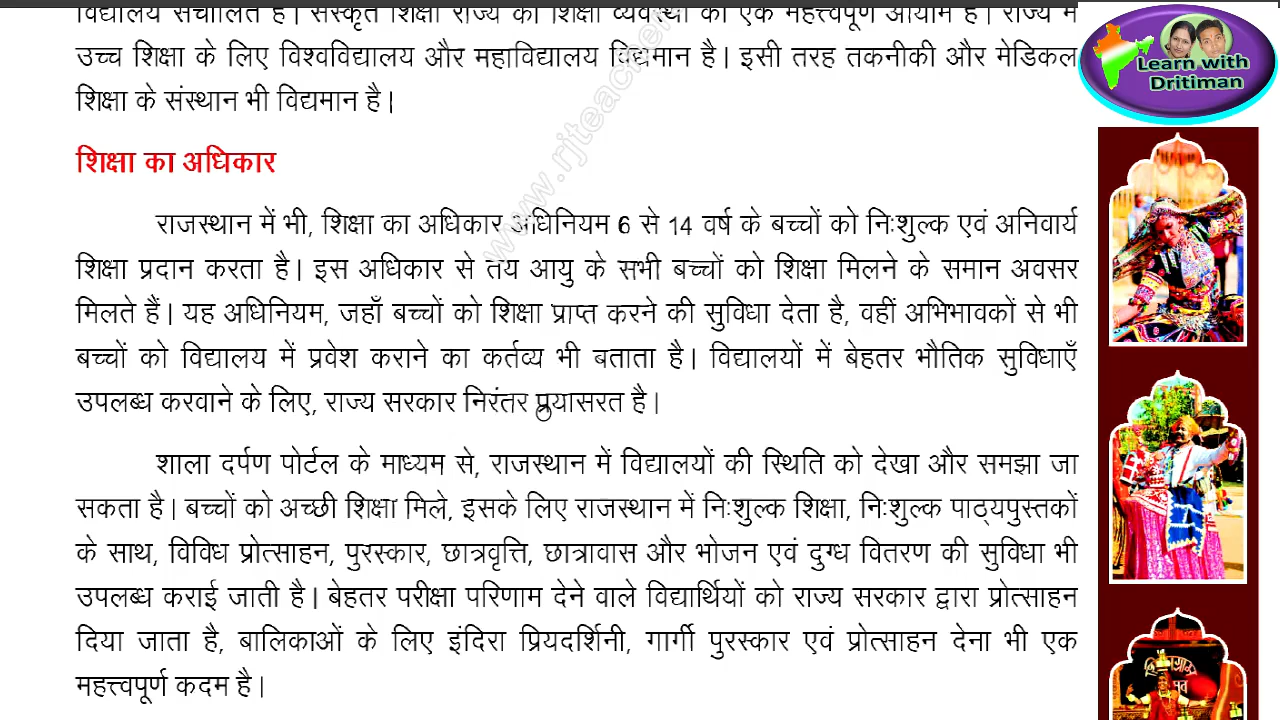 विद्यालय संचालित है। संस्कृत शिक्षा राज्य की शिक्षा व्यवस्था का एक महत्त्वपूर्ण आयाम है। राज्य में
उच्च शिक्षा के लिए विश्वविद्यालय और महाविद्यालय विद्यमान है। इसी तरह तकनीकी और मेडिकल
शिक्षा के संस्थान भी विद्यमान है।
Learn with
Dritiman
शिक्षा का अधिकार
राजस्थान में भी, शिक्षा का अधिकार अधिनियम 6 से 14 वर्ष के बच्चों को निःशुल्क एवं अनिवार्य
शिक्षा प्रदान करता है। इस अधिकार से तय आयु के सभी बच्चों को शिक्षा मिलने के समान अवसर
मिलते हैं। यह अधिनियम, जहाँ बच्चों को शिक्षा प्राप्त करने की सुविधा देता है, वहीं अभिभावकों से भी
बच्चों को विद्यालय में प्रवेश कराने का कर्तव्य भी बताता है। विद्यालयों में बेहतर भौतिक सुविधाएँ
उपलब्ध करवाने के लिए, राज्य सरकार निरंतर प्रयासरत है।
शाला दर्पण पोर्टल के माध्यम से, राजस्थान में विद्यालयों की स्थिति को देखा और समझा जा
सकता है। बच्चों को अच्छी शिक्षा मिले, इसके लिए राजस्थान में निःशुल्क शिक्षा, निःशुल्क पाठ्यपुस्तकों
के साथ, विविध प्रोत्साहन, पुरस्कार, छात्रवृत्ति, छात्रावास और भोजन एवं दुग्ध वितरण की सुविधा भी
उपलब्ध कराई जाती है। बेहतर परीक्षा परिणाम देने वाले विद्यार्थियों को राज्य सरकार द्वारा प्रोत्साहन
दिया जाता है, बालिकाओं के लिए इंदिरा प्रियदर्शिनी, गार्गी पुरस्कार एवं प्रोत्साहन देना भी एक
महत्त्वपूर्ण कदम है।